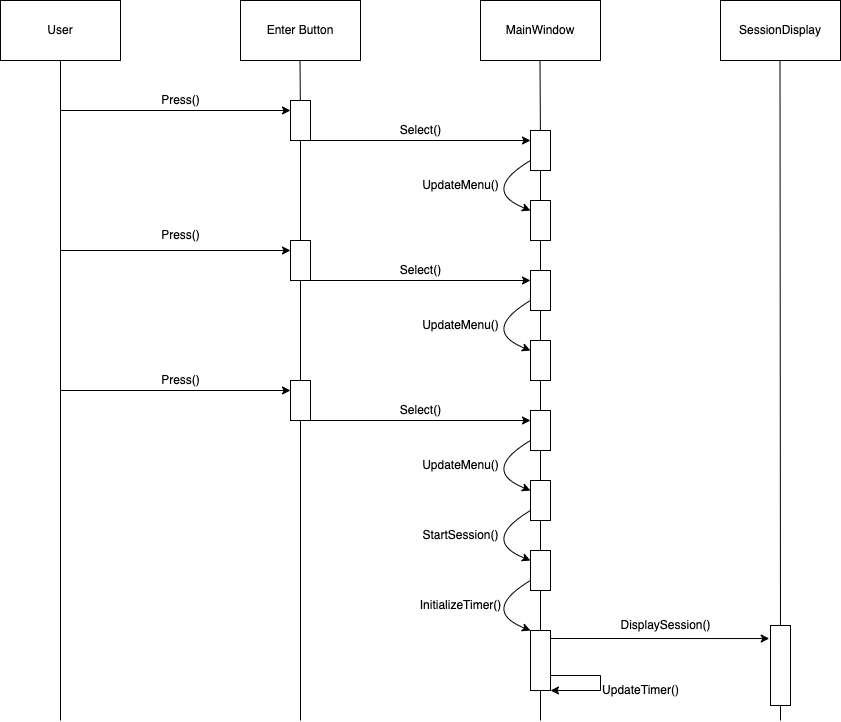 User
Enter Button
MainWindow
SessionDisplay
Press()
Select()
UpdateMenu()
Press()
Select()
UpdateMenu()
Press()
Select()
UpdateMenu()
StartSession()
InitializeTimer()
DisplaySession()
UpdateTimer()